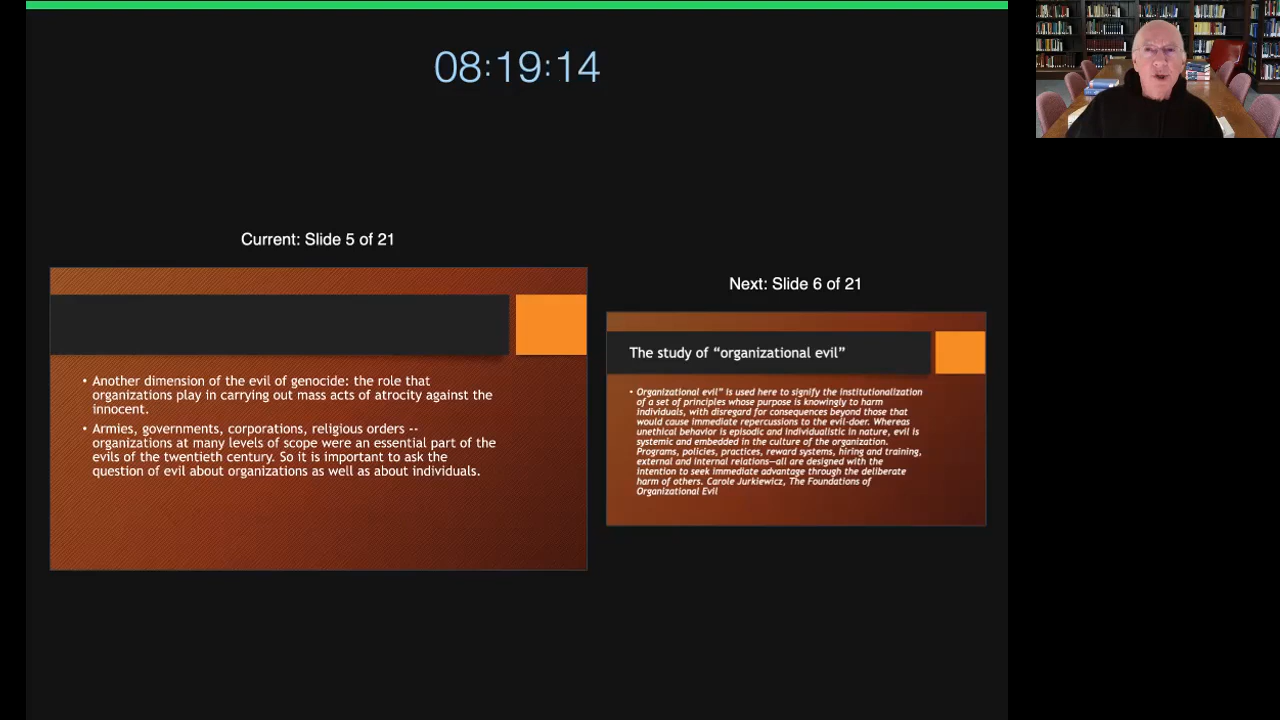 08:19:14
Current: Slide 5 of 21
• Another dimension of the evil of genocide: the role that
organizations play in carrying out mass acts of atrocity against the
innocent.
• Armies, governments, corporations, religious orders --
organizations at many levels of scope were an essential part of the
evils of the twentieth century. So it is important to ask the
question of evil about organizations as well as about individuals.
Next: Slide 6 of 21
The study of “organizational evil”
• Organizational evil” is used here to signify the institutionalization
of a set of principles whose purpose is knowingly to harm
individuals, with disregard for consequences beyond those that
would cause immediate repercussions to the evil-doer. Whereas
unethical behavior is episodic and individualistic in nature, evil is
systemic and embedded in the culture of the organization.
Programs, policies, practices, reward systems, hiring and training,
external and internal relations—all are designed with the
intention to seek immediate advantage through the deliberate
harm of others. Carole Jurkiewicz, The Foundations of
Organizational Evil